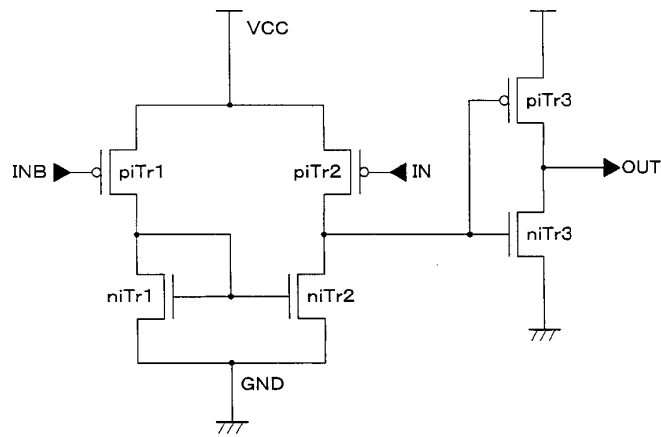 VCC
INB
piTr1
piTr2
IN
piTr3
OUT
niTr1
niTr2
niTr3
GND